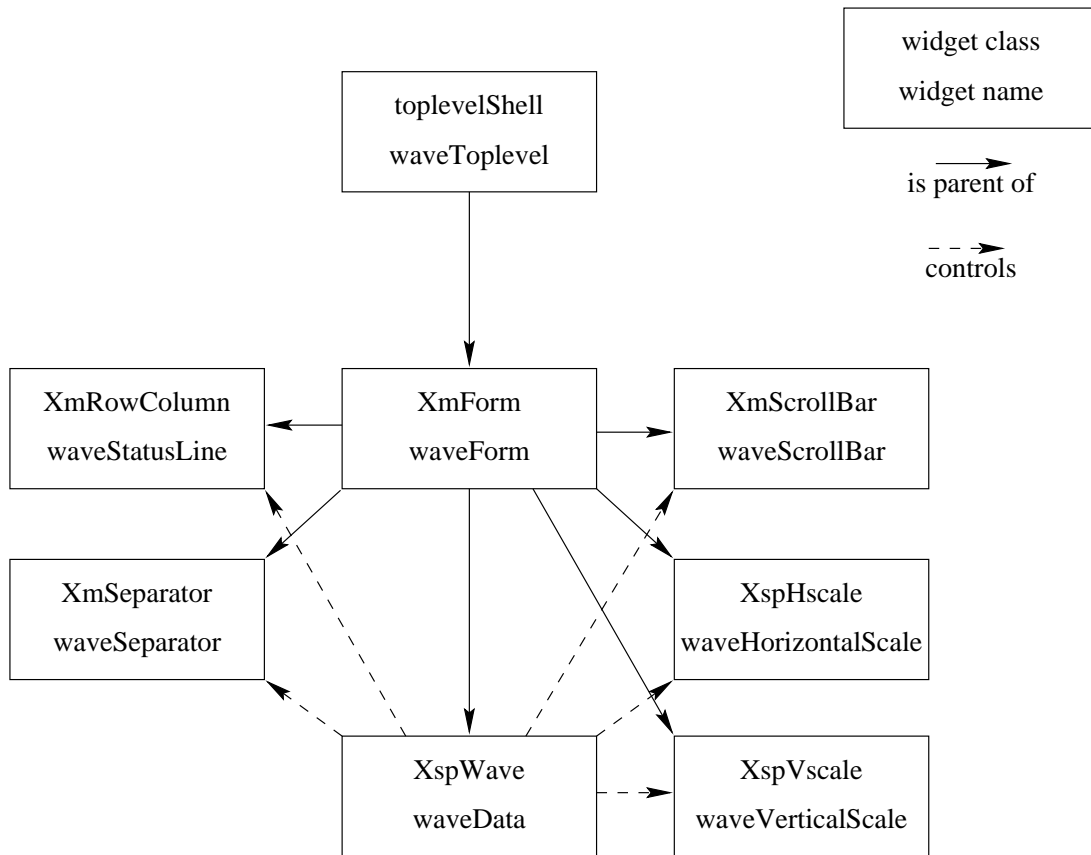 widget class
widget name
toplevelShell
waveToplevel
is parent of
controls
XmRowColumn
waveStatusLine
XmForm
waveForm
XmScrollBar
waveScrollBar
XmSeparator
waveSeparator
XspHscale
waveHorizontalScale
XspWave
waveData
XspVscale
waveVerticalScale